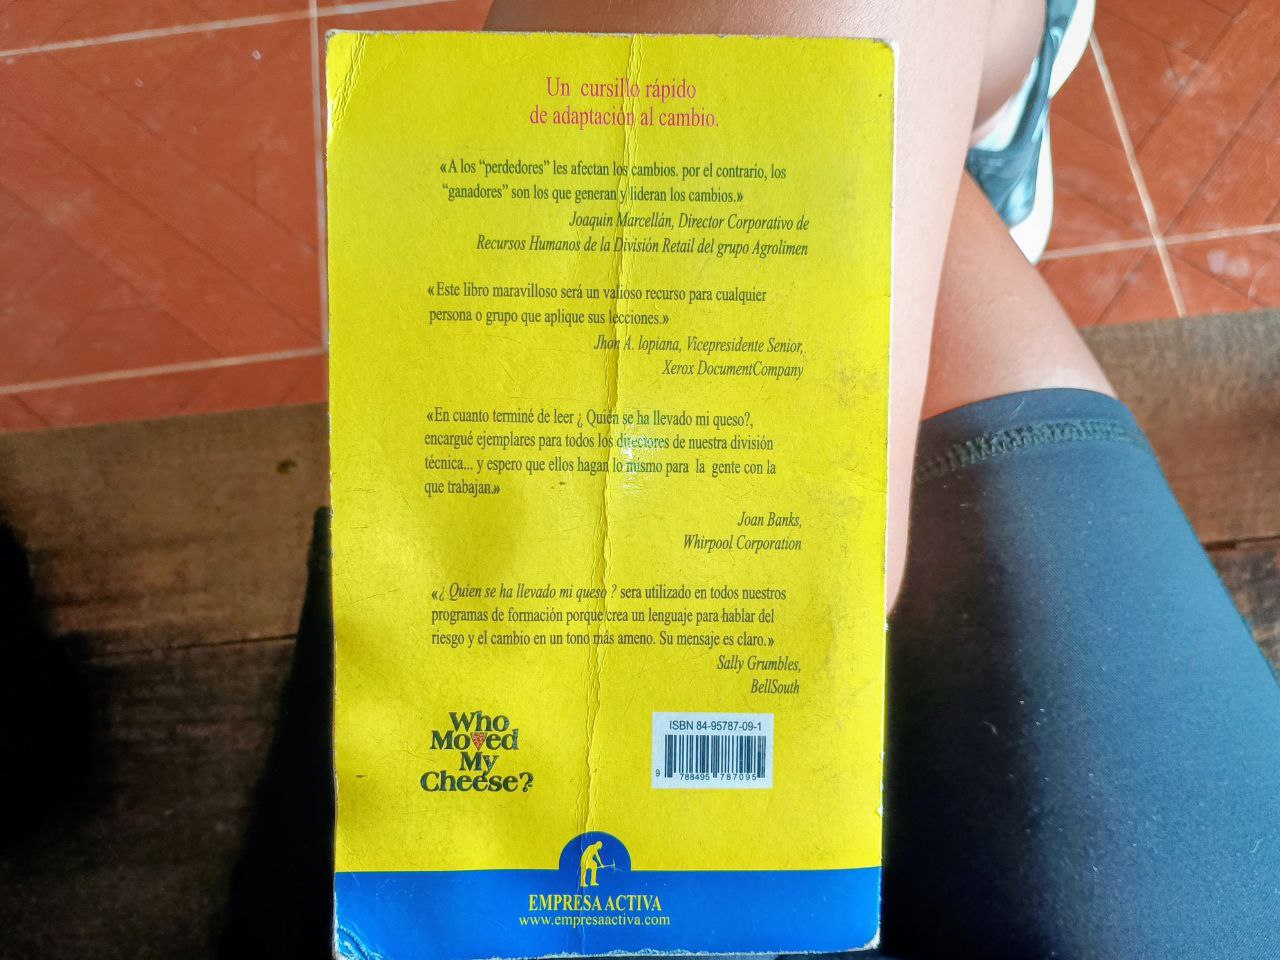 Un cursillo rápido
de adaptación al cambio.
«A los “perdedores” les afectan los cambios. por el contrario, los
“ganadores” son los que generan y lideran los cambios.»
Joaquin Marcellán, Director Corporativo de
Recursos Humanos de la División Retail del grupo Agrolimen
«Este libro maravilloso será un valioso recurso para cualquier
persona o grupo que aplique sus lecciones.»
Jhon A. lopiana, Vicepresidente Senior,
Xerox DocumentCompany
«En cuanto terminé de leer ¿ Quién se ha llevado mi queso?,
encargué ejemplares para todos los directores de nuestra división
técnica... y espero que ellos hagan lo mismo para la gente con la
que trabajan.»
Joan Banks,
Whirpool Corporation
«¿ Quien se ha llevado mi queso ? sera utilizado en todos nuestros
programas de formación porque crea un lenguaje para hablar del
riesgo y el cambio en un tono más ameno. Su mensaje es claro.»
Sally Grumbles,
BellSouth
Who
Moved
My
Cheese?
ISBN 84-95787-09-1
9 788495 787095
EMPRESA ACTIVA
www.empresaactiva.com